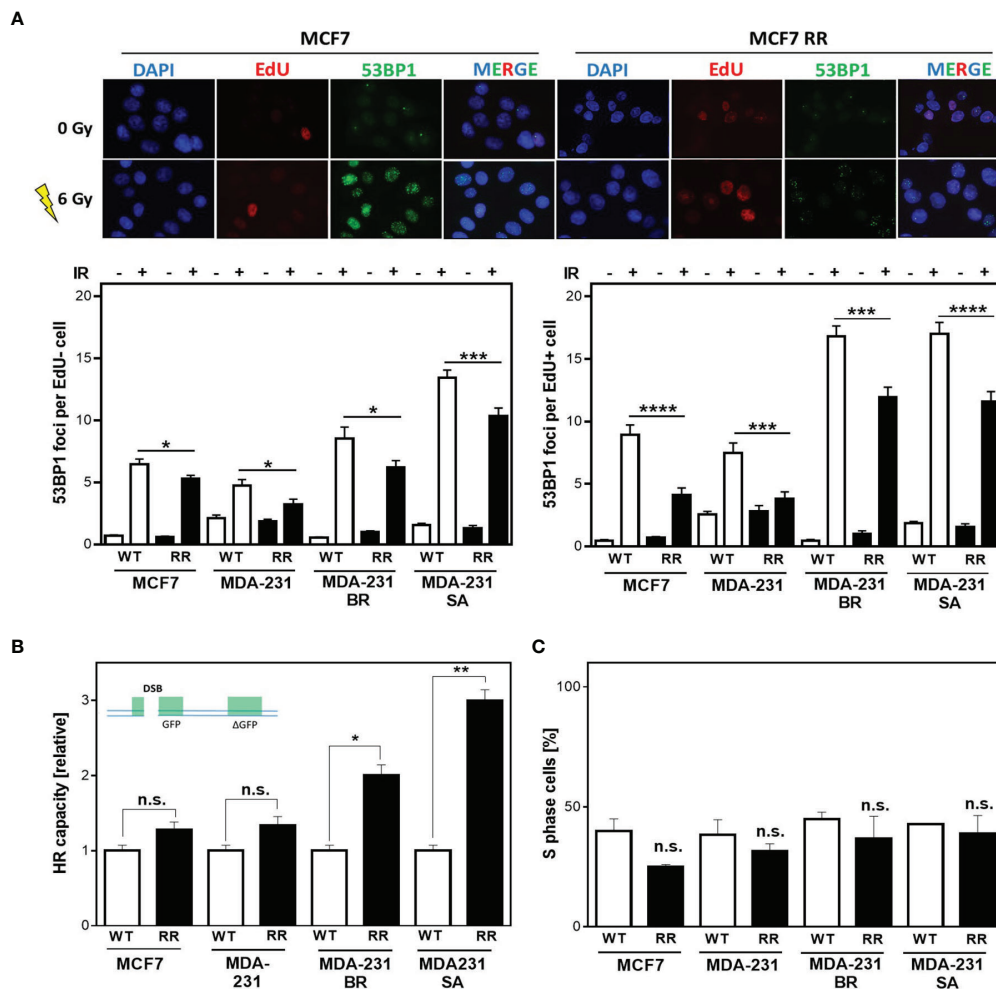 A
MCF7 MCF7 RR
DAPI EdU 53BP1 MERGE DAPI EdU 53BP1 MERGE
0 Gy
6 Gy
IR - + - + - + - + - + - +
20
15
10
5
0
53BP1 foci per EdU- cell
* * * ***
WT RR WT RR WT RR WT RR
MCF7 MDA-231 MDA-231 BR MDA-231 SA
IR - + - + - + - + - + - +
20
15
10
5
0
53BP1 foci per EdU+ cell
**** *** *** ****
WT RR WT RR WT RR WT RR
MCF7 MDA-231 MDA-231 BR MDA-231 SA
B
DSB
GFP ΔGFP
3
2
1
0
HR capacity [relative]
n.s. n.s. * **
WT RR WT RR WT RR WT RR
MCF7 MDA-231 MDA-231 BR MDA231 SA
C
100
50
0
S phase cells [%]
n.s. n.s. n.s. n.s.
WT RR WT RR WT RR WT RR
MCF7 MDA-231 MDA-231 BR MDA-231 SA